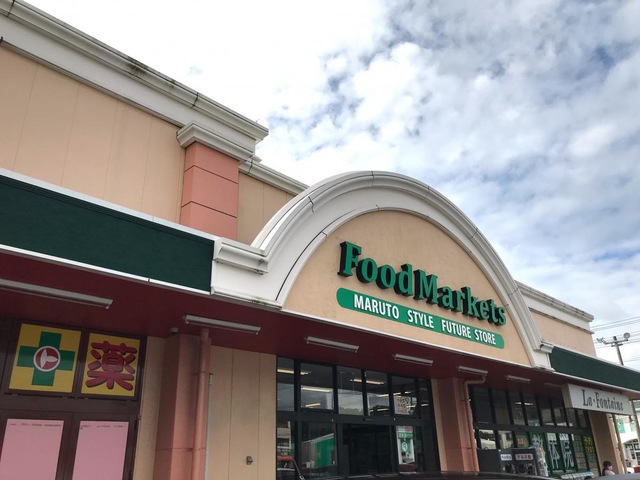 FoodMarkets
MARUTO STYLE FUTURE STORE
薬
La·Fontaine